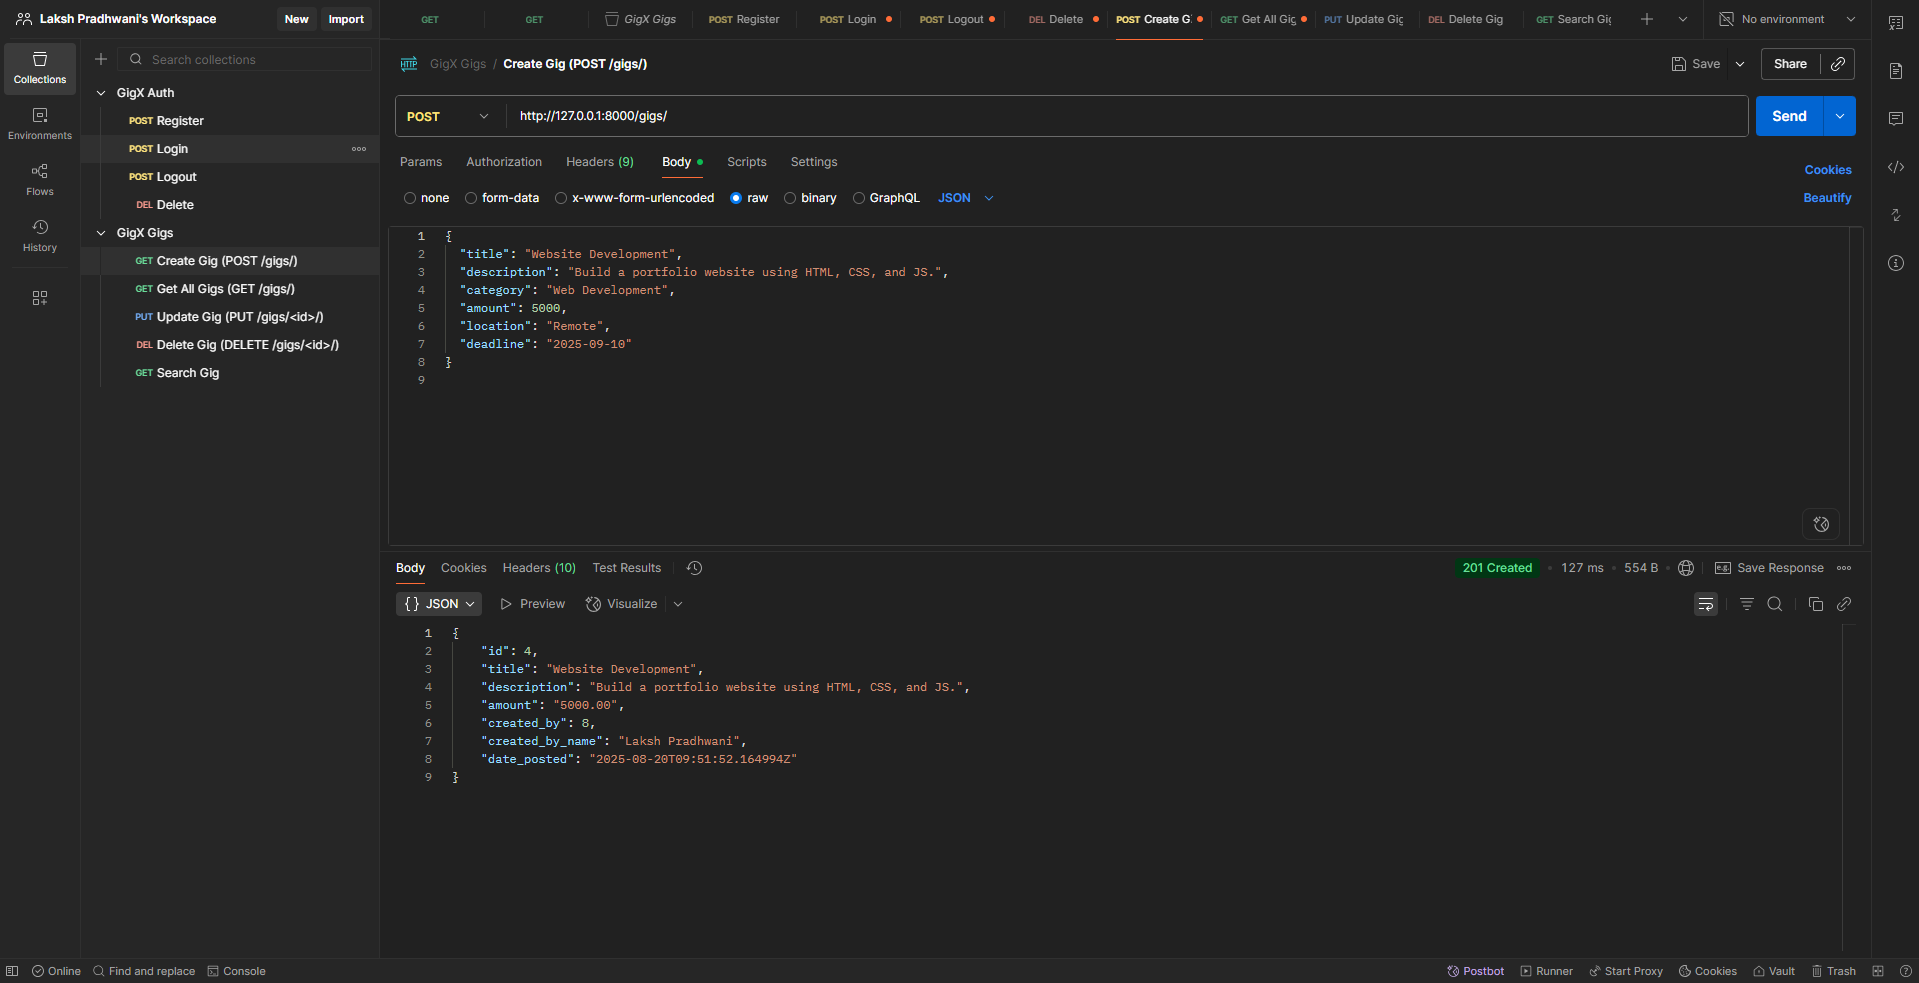 Laksh Pradhwani's Workspace
New
Import
GET
GET
GigX Gigs
POST Register
POST Login
POST Logout
DEL Delete
POST Create G
GET Get All Gig
PUT Update Gig
DEL Delete Gig
GET Search Gig
No environment
Collections
Environments
Flows
History
Search collections
GigX Auth
POST Register
POST Login
POST Logout
DEL Delete
GigX Gigs
GET Create Gig (POST /gigs/)
GET Get All Gigs (GET /gigs/)
PUT Update Gig (PUT /gigs/<id>/)
DEL Delete Gig (DELETE /gigs/<id>/)
GET Search Gig
HTTP GigX Gigs / Create Gig (POST /gigs/)
Save
Share
POST
http://127.0.0.1:8000/gigs/
Send
Params Authorization Headers (9) Body Scripts Settings
Cookies
none form-data x-www-form-urlencoded raw binary GraphQL JSON
Beautify
1 {
2 "title": "Website Development",
3 "description": "Build a portfolio website using HTML, CSS, and JS.",
4 "category": "Web Development",
5 "amount": 5000,
6 "location": "Remote",
7 "deadline": "2025-09-10"
8 }
9
Body Cookies Headers (10) Test Results
201 Created 127 ms 554 B e.g. Save Response
{} JSON Preview Visualize
1 {
2 "id": 4,
3 "title": "Website Development",
4 "description": "Build a portfolio website using HTML, CSS, and JS.",
5 "amount": "5000.00",
6 "created_by": 8,
7 "created_by_name": "Laksh Pradhwani",
8 "date_posted": "2025-08-20T09:51:52.164994Z"
9 }
Online Find and replace Console
Postbot Runner Start Proxy Cookies Vault Trash